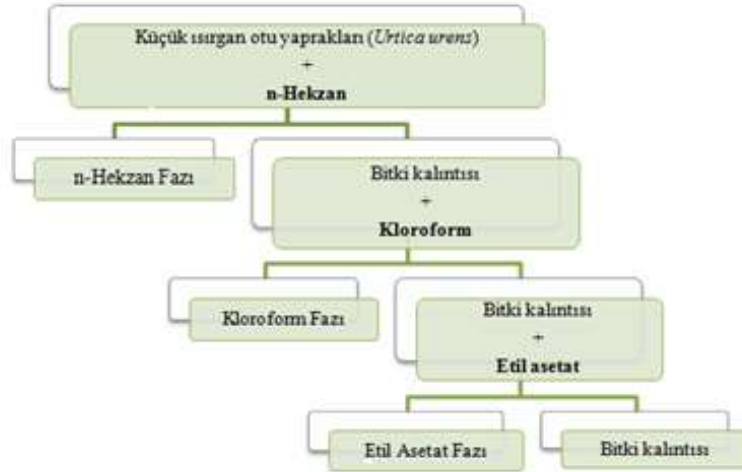 Küçük ısırgan otu yaprakları (Urtica urens)
+
n-Hekzan
n-Hekzan Fazı
Bitki kalıntısı
+
Kloroform
Kloroform Fazı
Bitki kalıntısı
+
Etil asetat
Etil Asetat Fazı
Bitki kalıntısı